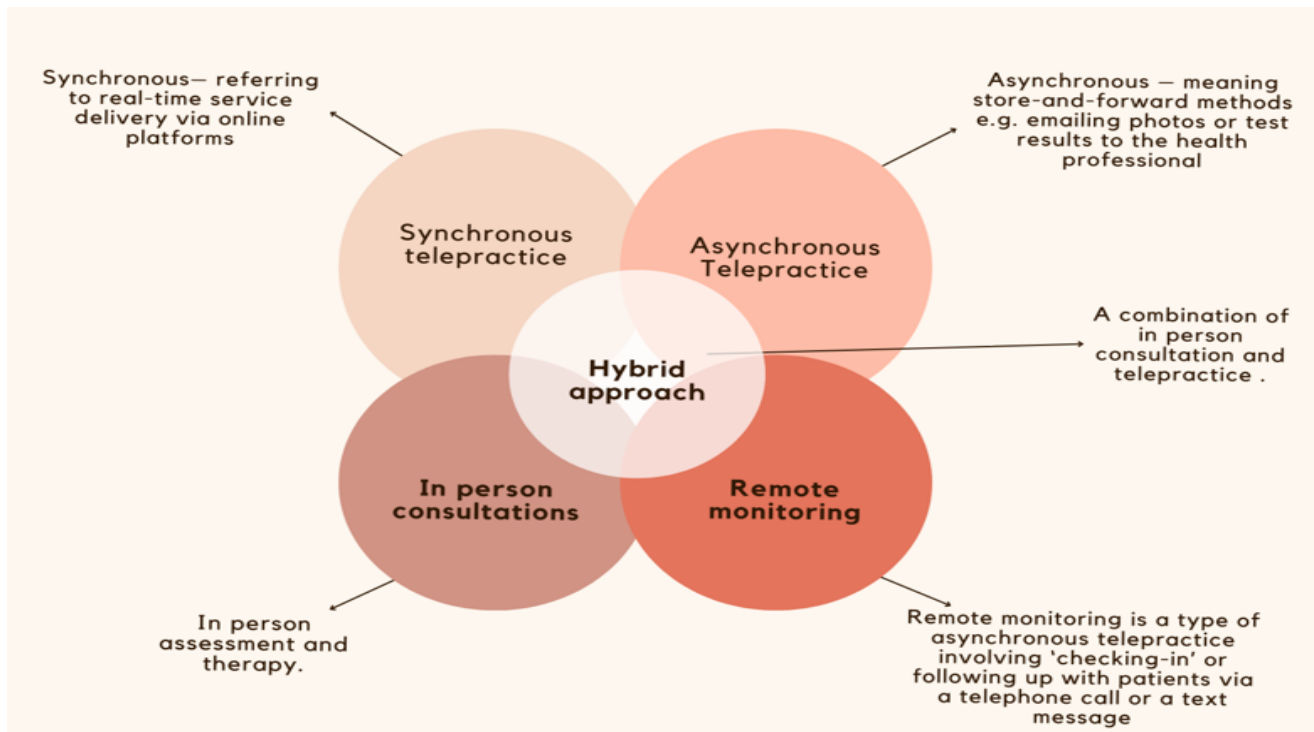 Synchronous— referring
to real-time service
delivery via online
platforms
Asynchronous — meaning
store-and-forward methods
e.g. emailing photos or test
results to the health
professional
Synchronous
telepractice
Asynchronous
Telepractice
A combination of
in person
consultation and
telepractice .
Hybrid
approach
In person
consultations
Remote
monitoring
In person
assessment and
therapy.
Remote monitoring is a type of
asynchronous telepractice
involving ‘checking-in’ or
following up with patients via
a telephone call or a text
message